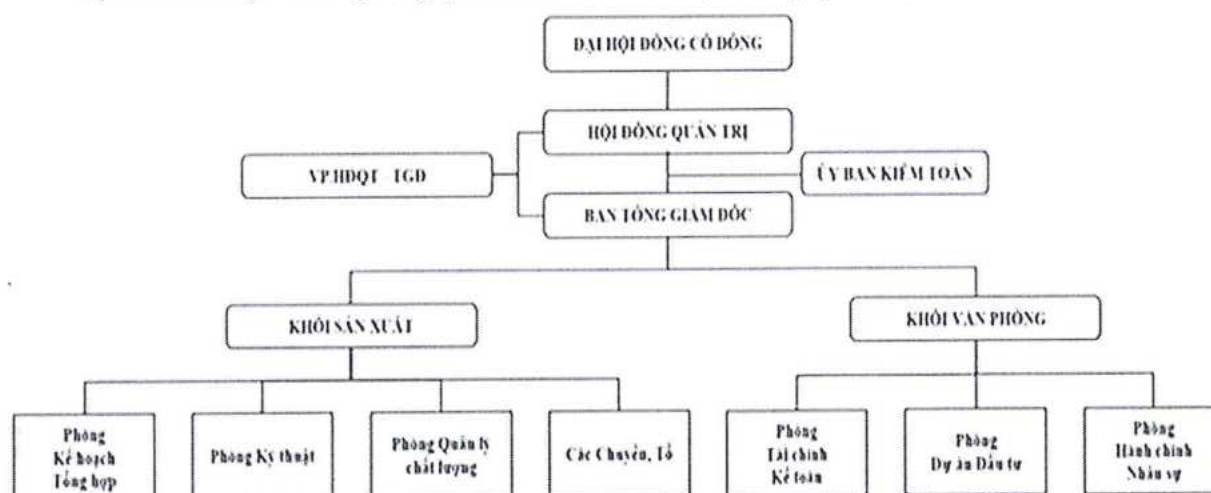 ĐẠI HỘI ĐỒNG CỔ ĐÔNG
HỘI ĐỒNG QUẢN TRỊ
VP.HĐQT TGĐ
ỦY BAN KIỂM TOÁN
BAN TỔNG GIÁM ĐỐC
KHỐI SẢN XUẤT
KHỐI VĂN PHÒNG
Phòng
Kế hoạch
Tổng hợp
Phòng Kỹ thuật
Phòng Quản lý
chất lượng
Các Chuyền, Tổ
Phòng
Tài chính
Kế toán
Phòng
Dự án Đầu tư
Phòng
Hành chính
Nhân sự